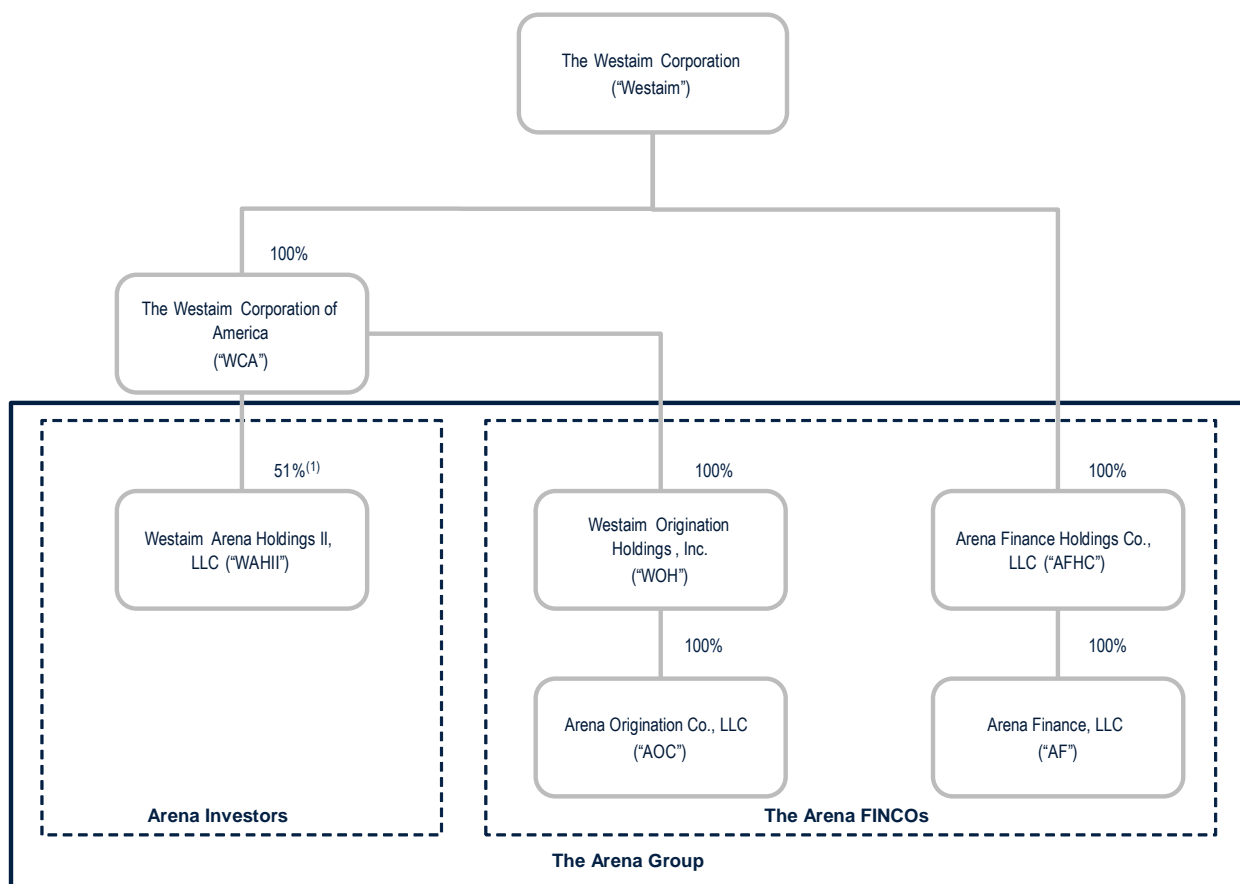 The Westaim Corporation
(“Westaim”)
100%
The Westaim Corporation of
America
(“WCA”)
51%(1)
100%
100%
Westaim Arena Holdings II,
LLC (“WAHII”)
Westaim Origination
Holdings , Inc.
(“WOH”)
Arena Finance Holdings Co.,
LLC (“AFHC”)
100%
100%
Arena Origination Co., LLC
(“AOC”)
Arena Finance, LLC
(“AF”)
Arena Investors
The Arena FINCOs
The Arena Group